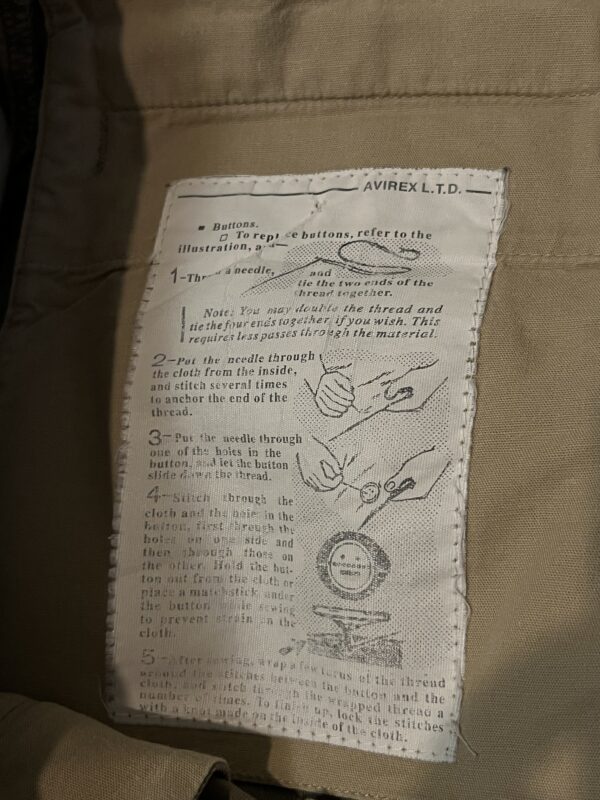 AVIREX L.T.D.
▪ Buttons.
□ To buttons, refer to the
illustration,
1- a needle, and
tie the two ends of the
thread together.
Note: You may double the thread and
tie the four ends together, if you wish. This
requires less passes through the material.
2-Put the needle through
the cloth from the inside,
and stitch several times
to anchor the end of the
thread.
3-Put the needle through
one of the holes in the
button, and let the button
slide down the thread.
4-Stitch through the
cloth and the hole in the
button, first through the
holes on one side and
then through those on
the other. Hold the but-
ton out from the cloth or
place a matchstick under
the button while sewing
to prevent strain on the
cloth.
5-After sewing, wrap a few turns of the thread
around the stitches between the button and the
cloth, and stitch through the wrapped thread a
number of times. To finish up, lock the stitches
with a knot made on the inside of the cloth.